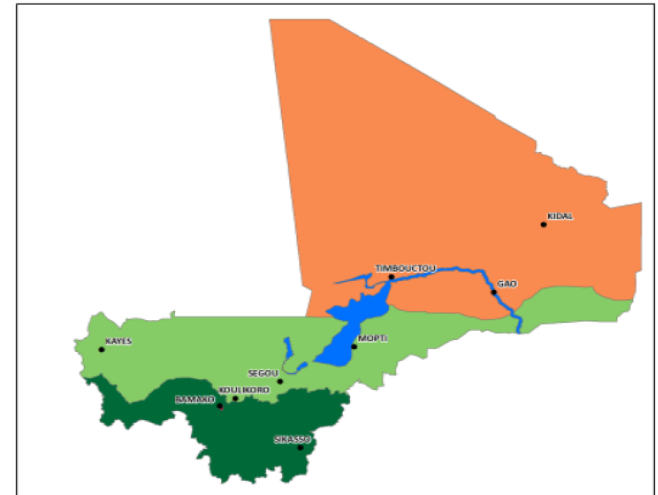 KIDAL
TIMBOUCTOU
GAO
KAYES
MOPTI
SEGOU
KOULIKORO
BAMAKO
SIKASSO